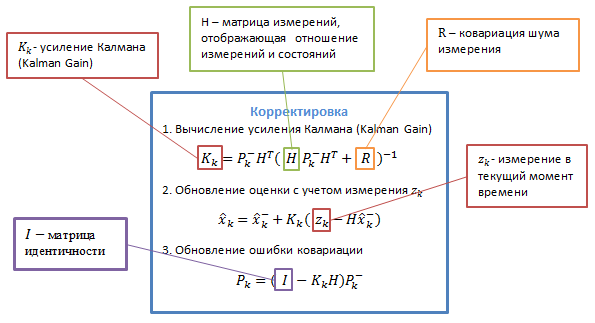 K_k - усиление Калмана
(Kalman Gain)
H – матрица измерений,
отображающая отношение
измерений и состояний
R – ковариация шума
измерения
Корректировка
1. Вычисление усиления Калмана (Kalman Gain)
K_k = P_k^- H^T ( H P_k^- H^T + R )^{-1}
z_k - измерение в
текущий момент
времени
2. Обновление оценки с учетом измерения z_k
x̂_k = x̂_k^- + K_k ( z_k − Hx̂_k^- )
I – матрица
идентичности
3. Обновление ошибки ковариации
P_k = ( I − K_k H)P_k^-